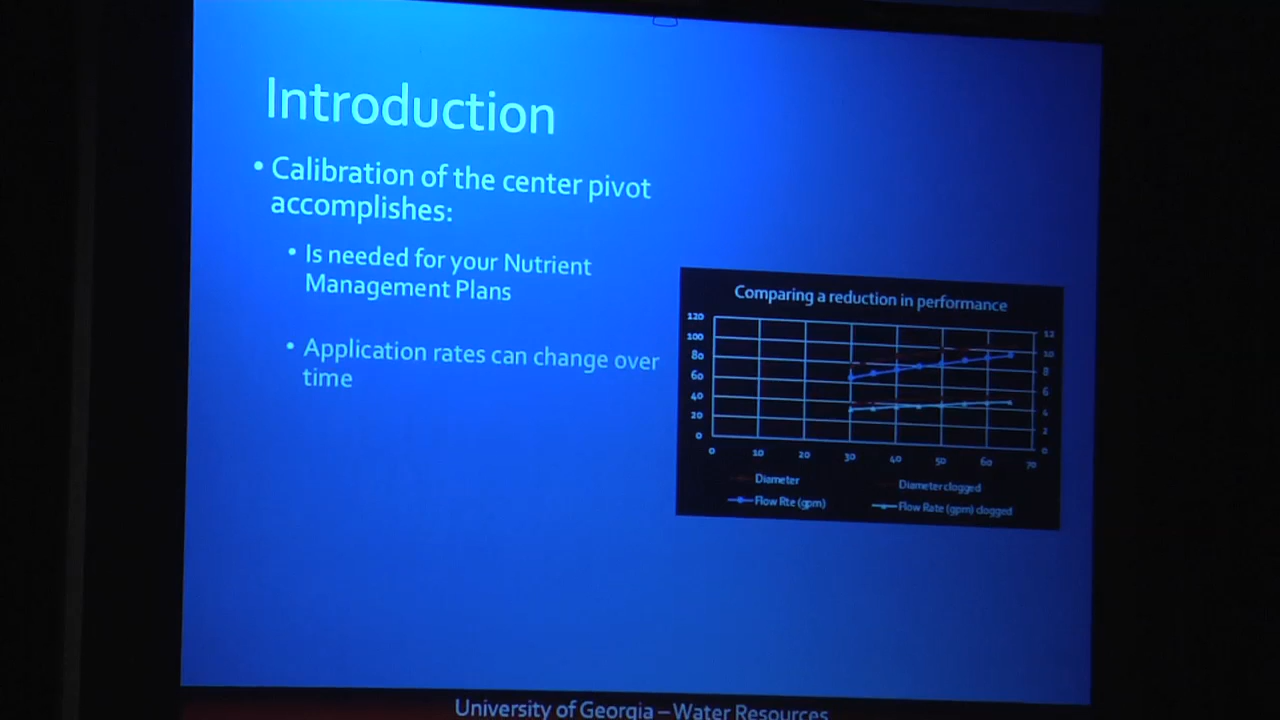 Introduction
• Calibration of the center pivot
accomplishes:
• Is needed for your Nutrient
Management Plans
• Application rates can change over
time
Comparing a reduction in performance
120
100
80
60
40
20
0
12
10
8
6
4
2
0
0 10 20 30 40 50 60 70
Diameter
Diameter clogged
Flow Rte (gpm)
Flow Rate (gpm) clogged
University of Georgia – Water Resources